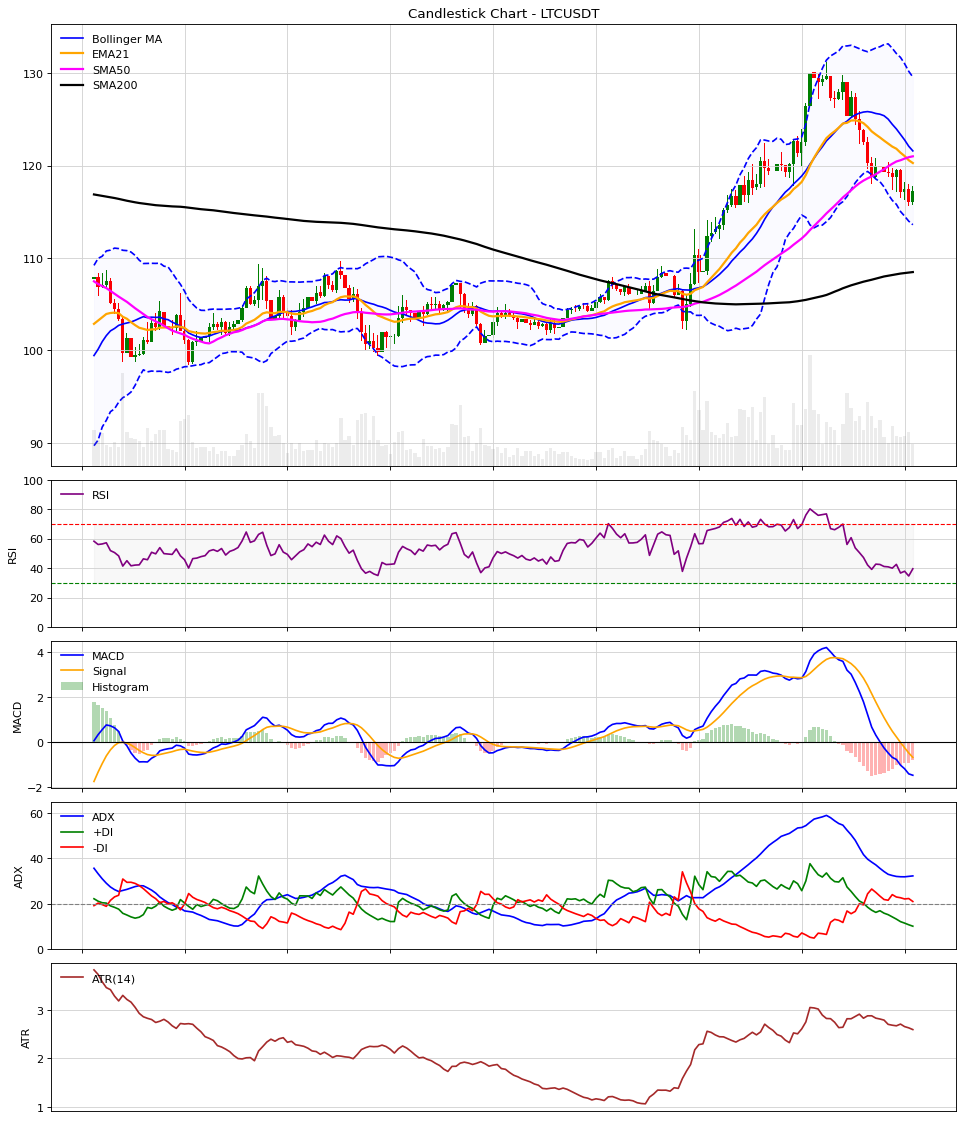 Candlestick Chart - LTCUSDT
Bollinger MA
EMA21
SMA50
SMA200
130
120
110
100
90
RSI
100
80
60
40
20
0
RSI
MACD
Signal
Histogram
4
2
0
−2
MACD
ADX
+DI
-DI
60
40
20
0
ADX
ATR(14)
3
2
1
ATR